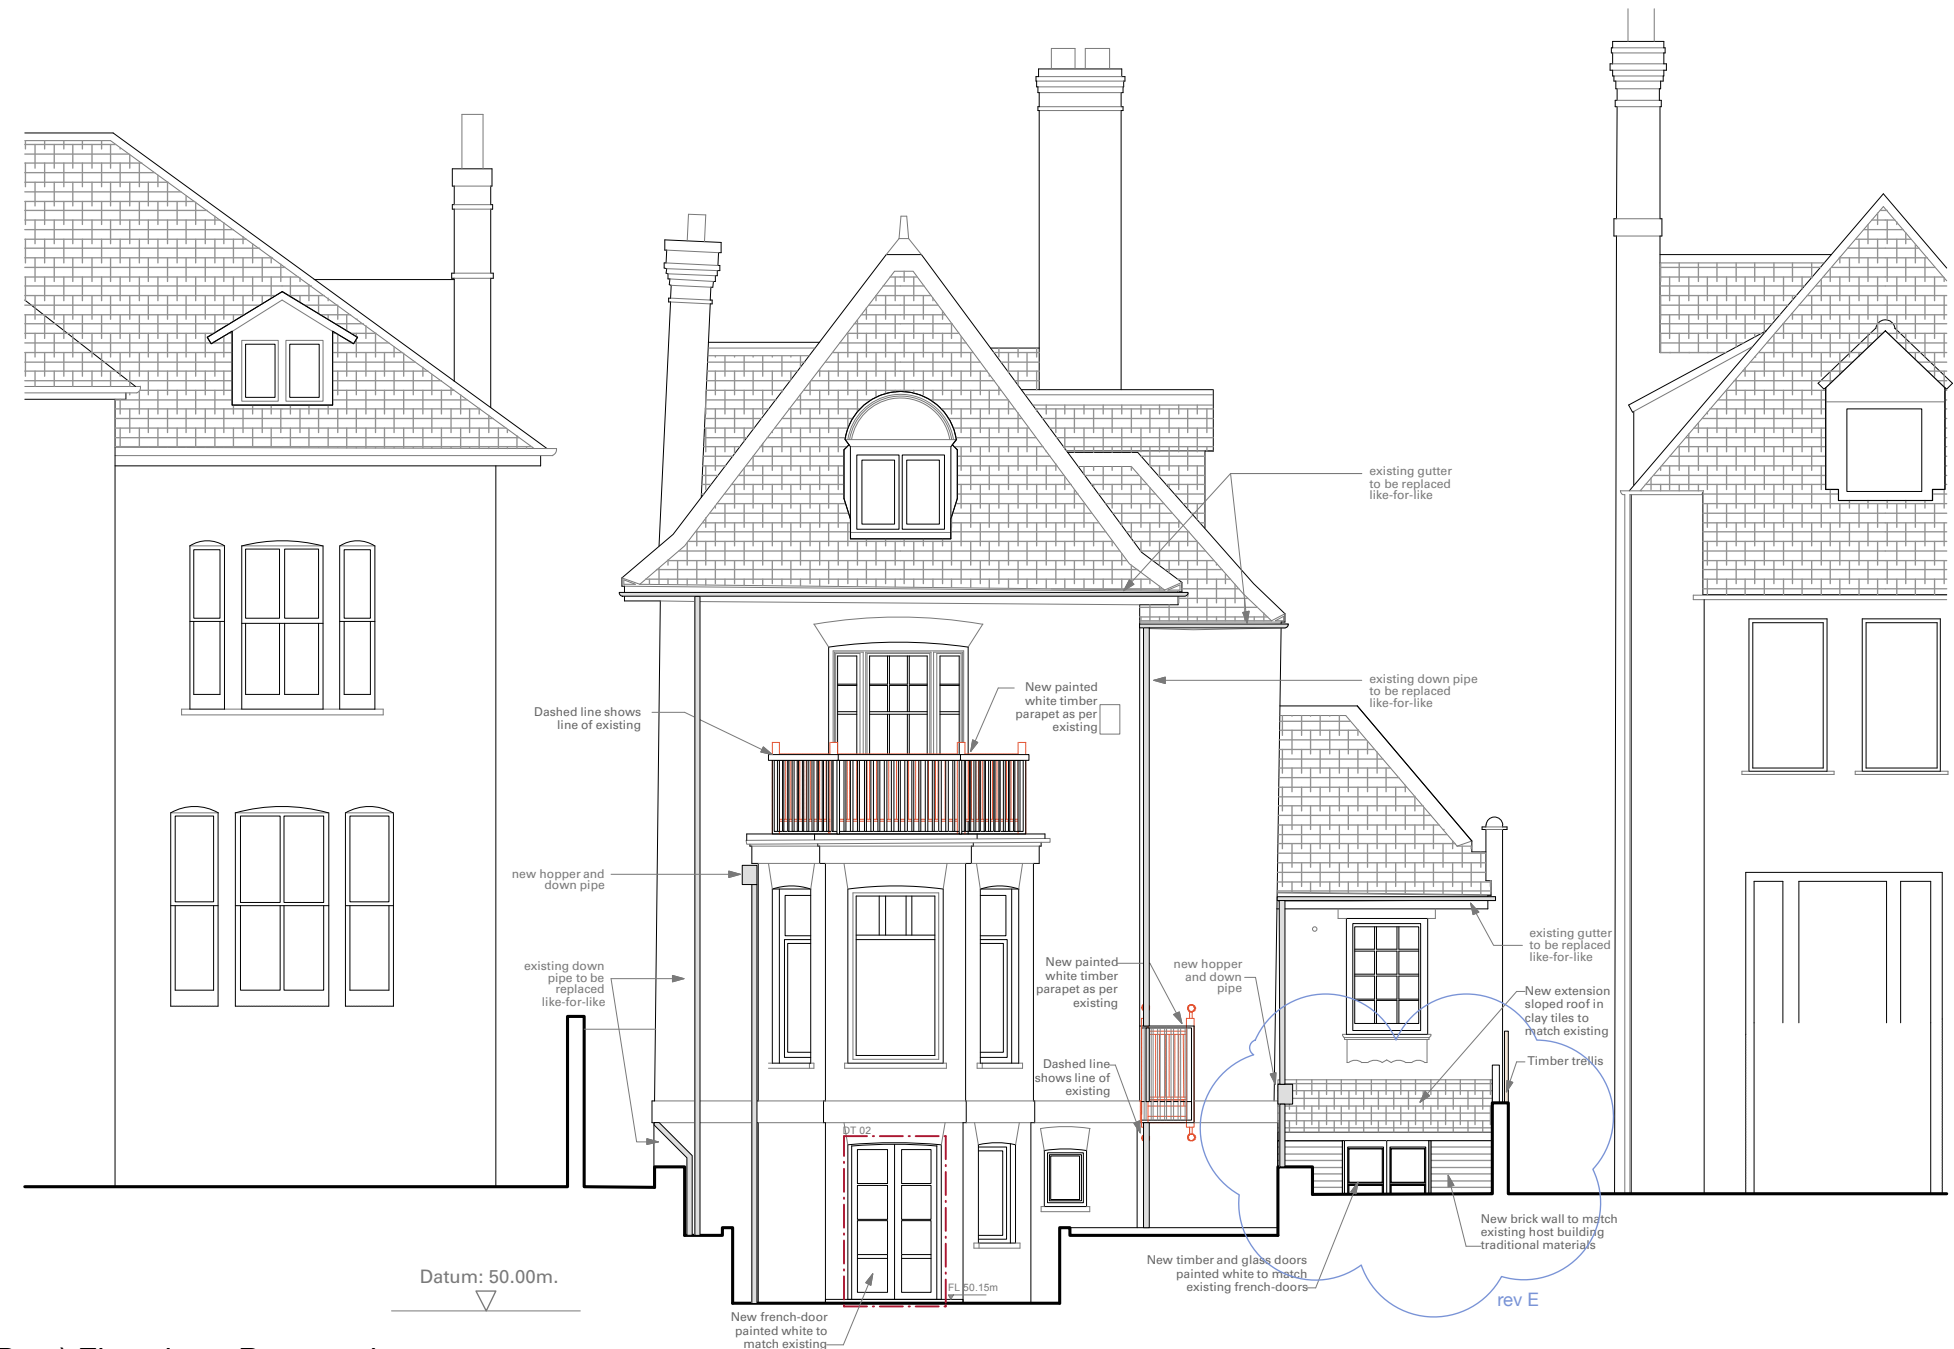 existing gutter
to be replaced
like-for-like
existing down pipe
to be replaced
like-for-like
New painted
white timber
parapet as per
existing
Dashed line shows
line of existing
new hopper and
down pipe
existing down
pipe to be
replaced
like-for-like
New painted
white timber
parapet as per
existing
new hopper
and down
pipe
existing gutter
to be replaced
like-for-like
New extension
sloped roof in
clay tiles to
match existing
Timber trellis
Dashed line
shows line of
existing
DT 02
New brick wall to match
existing host building
traditional materials
New timber and glass doors
painted white to match
existing french-doors
FL 50.15m
rev E
Datum: 50.00m.
New french-door
painted white to
match existing